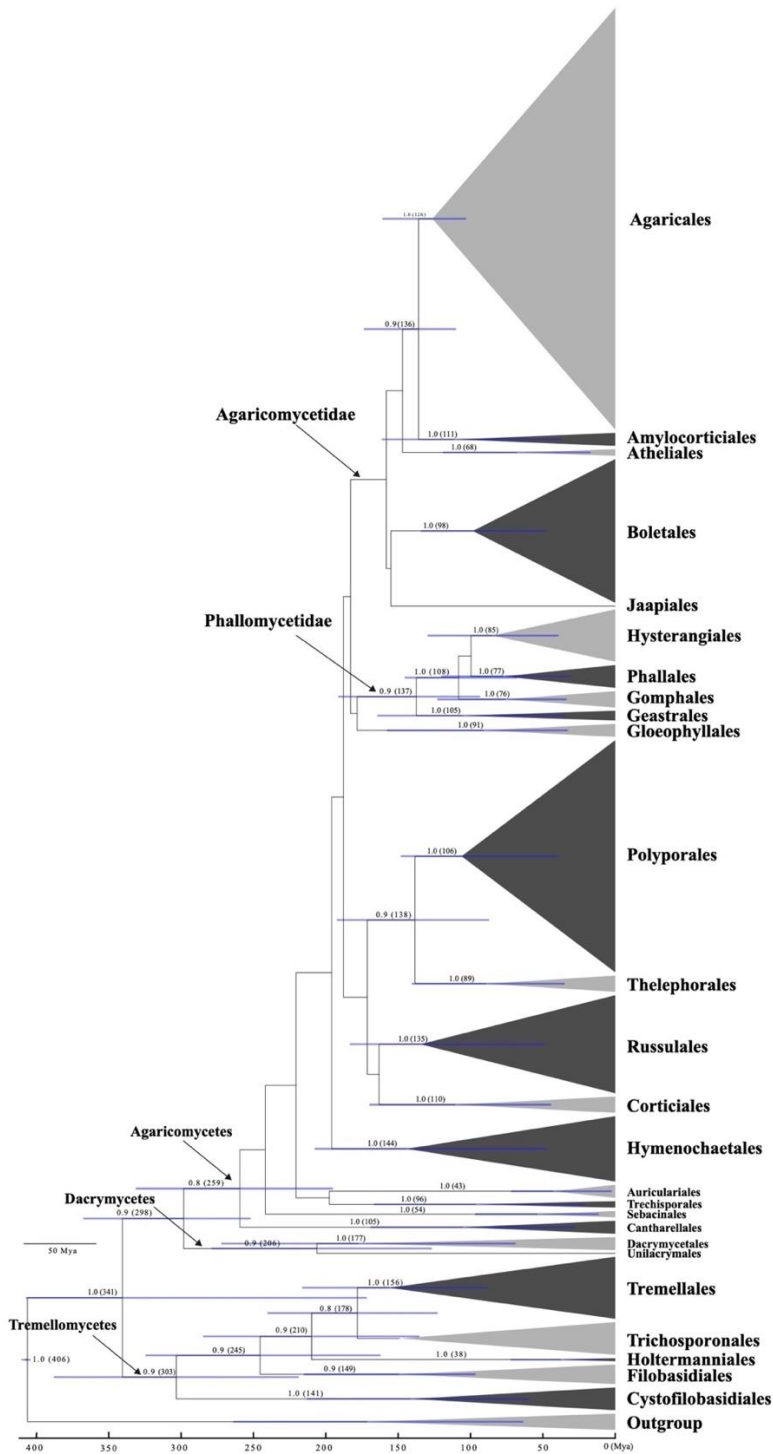 1.0 (124)
Agaricales
0.9 (136)
Agaricomycetidae
1.0 (111)
Amylocorticiales
1.0 (68)
Atheliales
1.0 (98)
Boletales
Jaapiales
Phallomycetidae
1.0 (85)
Hysterangiales
1.0 (108)
1.0 (77)
Phallales
0.9 (137)
1.0 (76)
Gomphales
1.0 (105)
Geastrales
1.0 (91)
Gloeophyllales
1.0 (106)
Polyporales
0.9 (138)
1.0 (89)
Thelephorales
1.0 (135)
Russulales
1.0 (110)
Corticiales
Agaricomycetes
1.0 (144)
Hymenochaetales
0.8 (259)
1.0 (43)
Auriculariales
Dacrymycetes
1.0 (96)
Trechisporales
1.0 (54)
Sebacinales
0.9 (298)
1.0 (105)
Cantharellales
50 Mya
0.9 (206)
1.0 (177)
Dacrymycetales
Unilacrymales
1.0 (341)
1.0 (156)
Tremellales
0.8 (178)
Tremellomycetes
0.9 (210)
Trichosporonales
0.9 (245)
1.0 (38)
Holtermanniales
1.0 (406)
0.9 (303)
0.9 (149)
Filobasidiales
1.0 (141)
Cystofilobasidiales
Outgroup
400 350 300 250 200 150 100 50 0 (Mya)